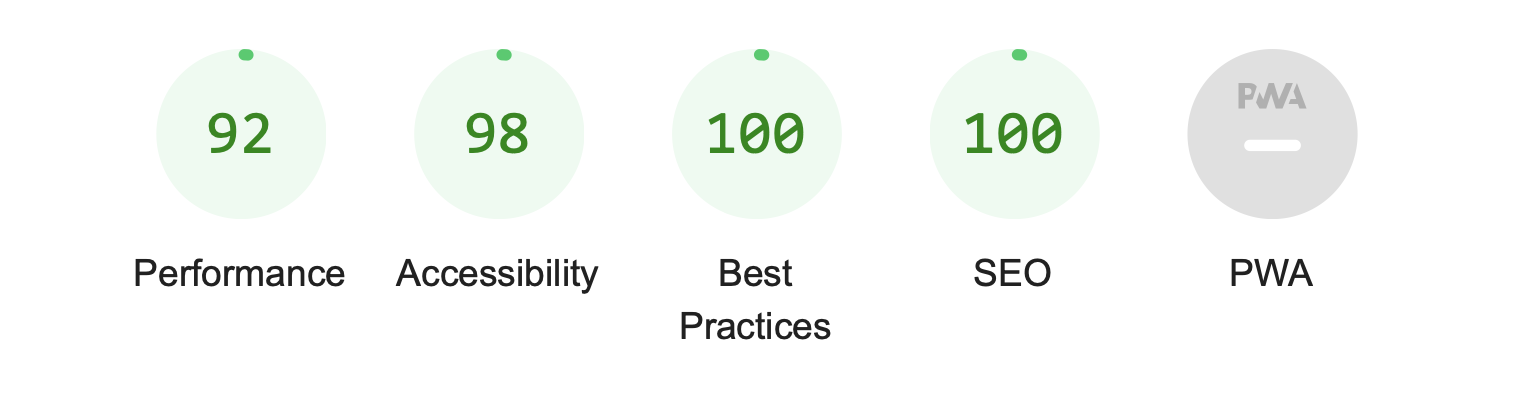 92
98
100
100
PWA
Performance
Accessibility
Best
Practices
SEO
PWA